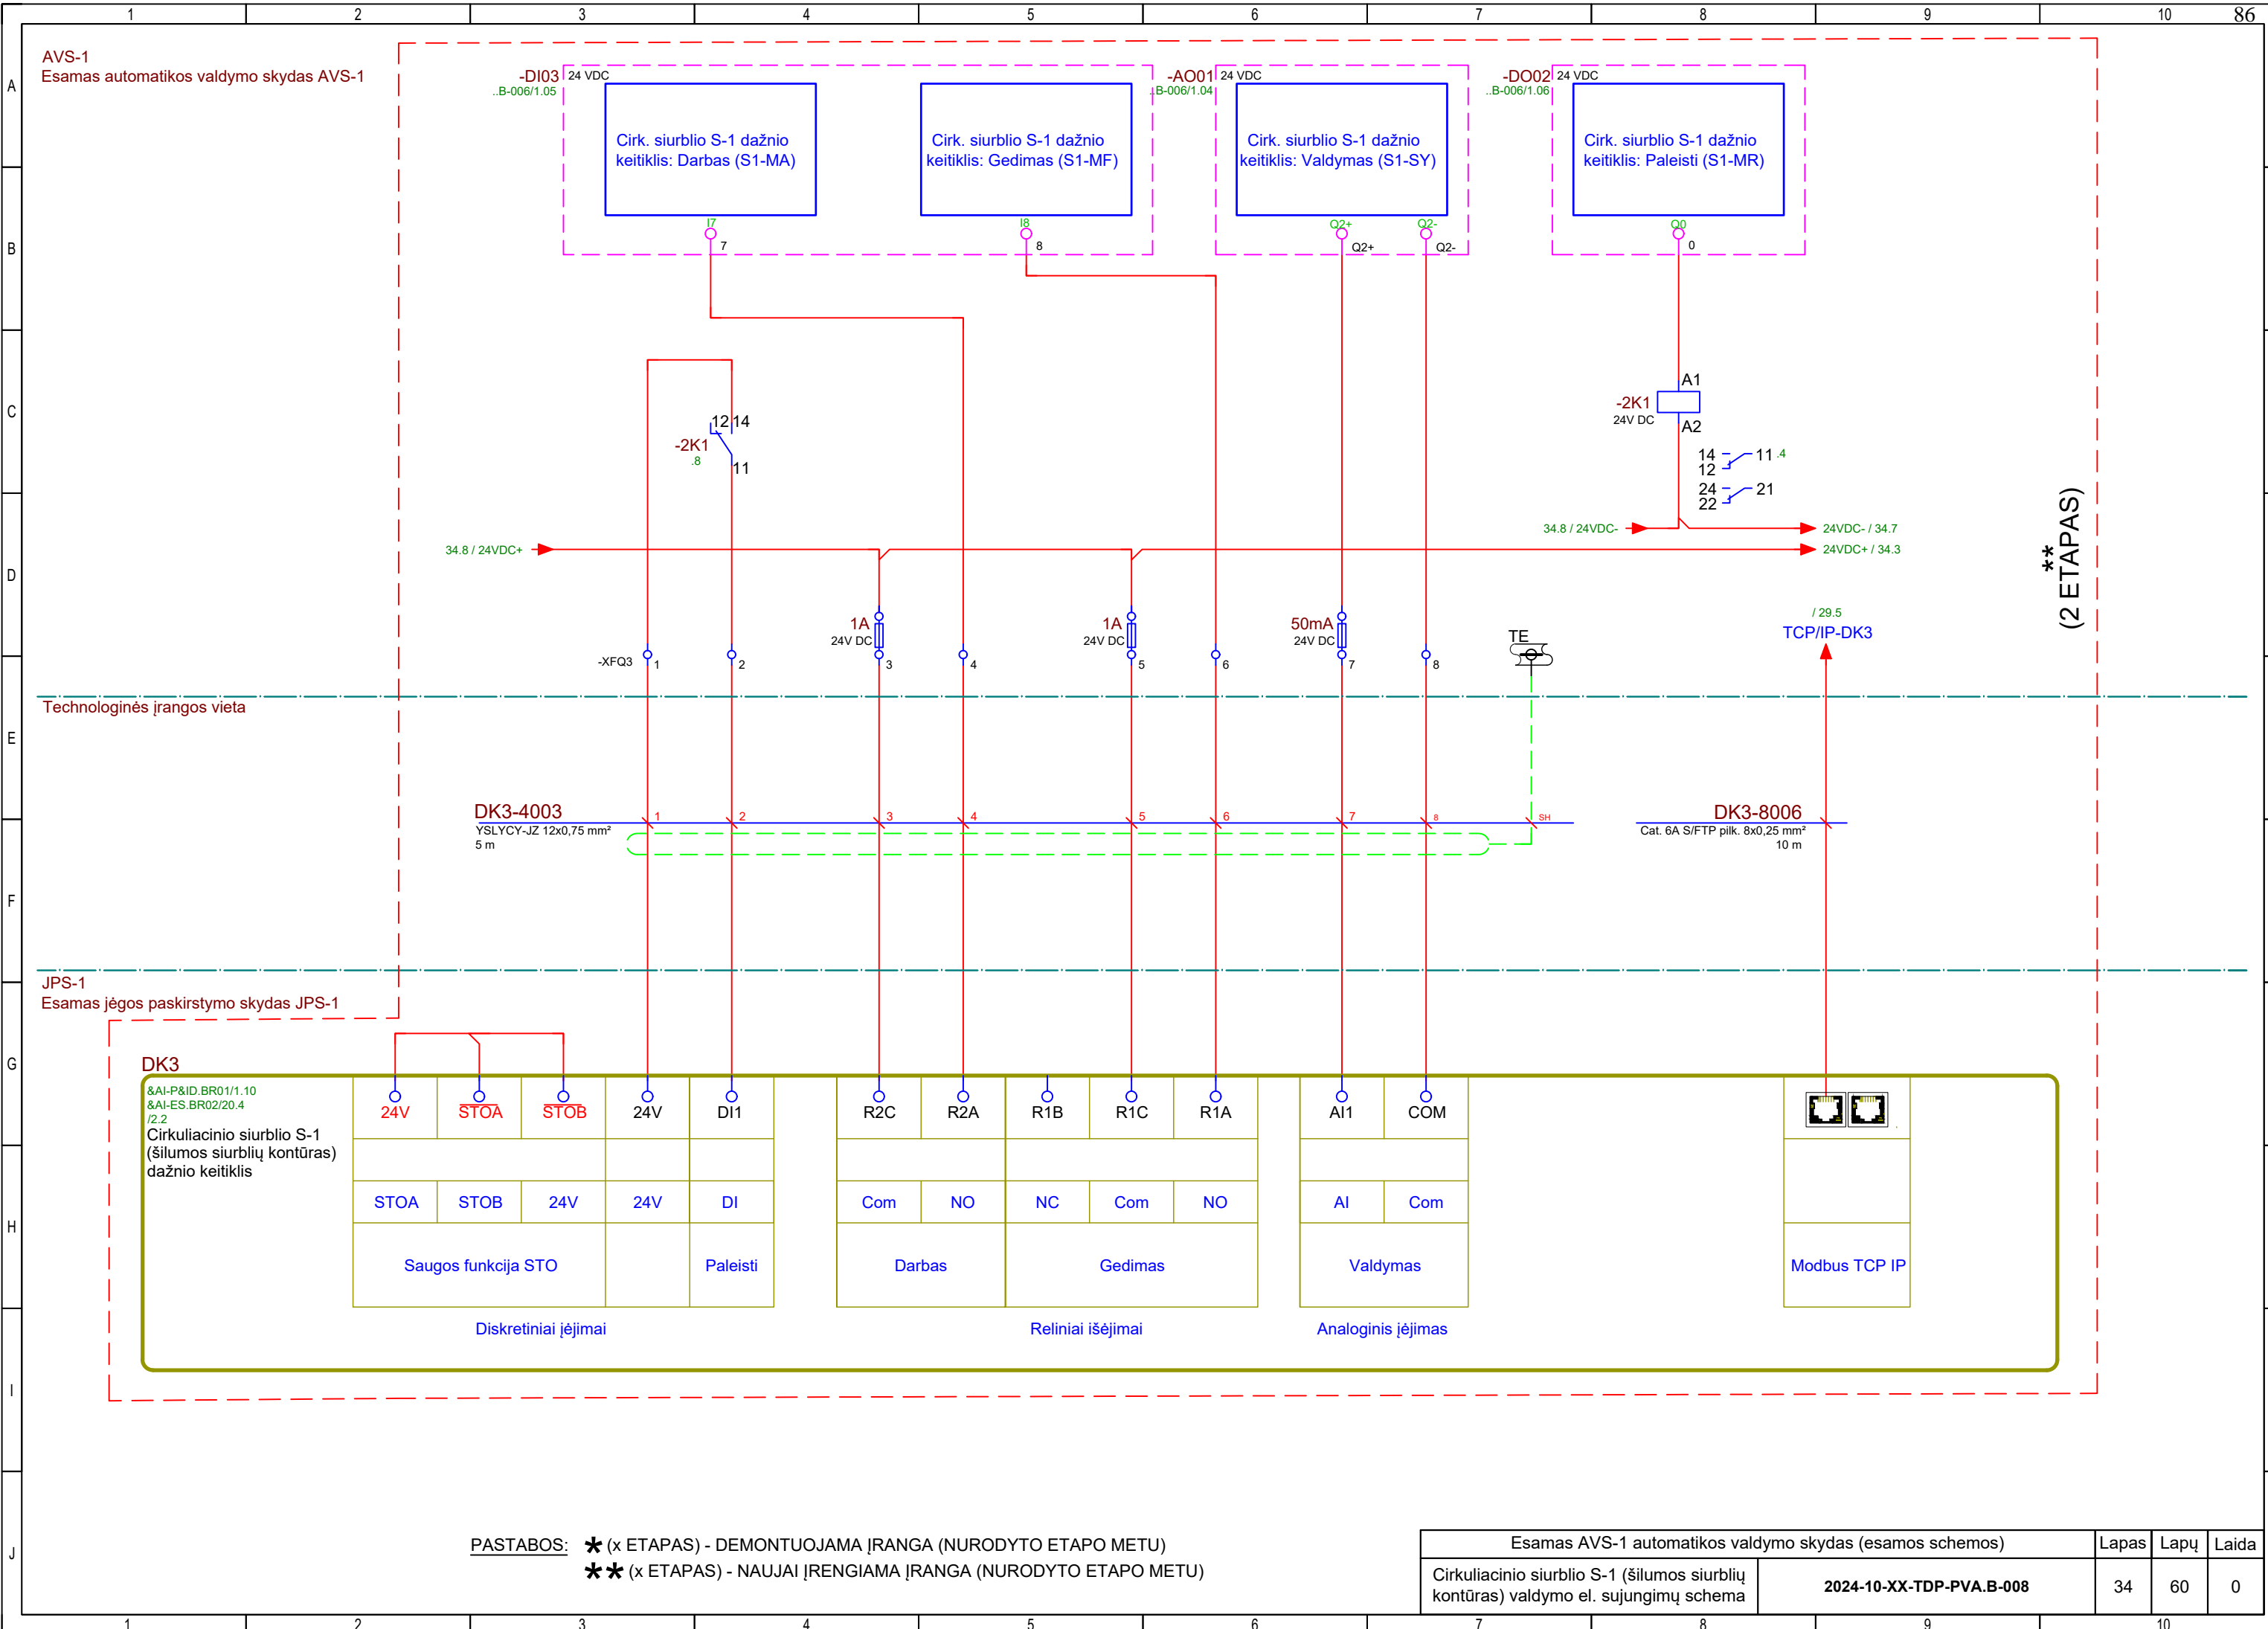 1 2 3 4 5 6 7 8 9 10 86
AVS-1
Esamas automatikos valdymo skydas AVS-1
-DI03 24 VDC
..B-006/1.05
-AO01 24 VDC
..B-006/1.04
-DO02 24 VDC
..B-006/1.06
Cirk. siurblio S-1 dažnio
keitiklis: Darbas (S1-MA)
Cirk. siurblio S-1 dažnio
keitiklis: Gedimas (S1-MF)
Cirk. siurblio S-1 dažnio
keitiklis: Valdymas (S1-SY)
Cirk. siurblio S-1 dažnio
keitiklis: Paleisti (S1-MR)
I7 I8 Q2+ Q2- Q0
7 8 Q2+ Q2- 0
A
B
C
D
E
F
G
H
I
J
A1
-2K1
24V DC
A2
12 14
-2K1
.8
11
14 11 .4
12
24 21
22
34.8 / 24VDC- 24VDC- / 34.7
34.8 / 24VDC+ 24VDC+ / 34.3
**
(2 ETAPAS)
1A
24V DC
1A
24V DC
50mA
24V DC
TE
/ 29.5
TCP/IP-DK3
-XFQ3 1 2 3 4 5 6 7 8
Technologinės įrangos vieta
DK3-4003
YSLYCY-JZ 12x0,75 mm²
5 m
1 2 3 4 5 6 7 8 SH
DK3-8006
Cat. 6A S/FTP pilk. 8x0,25 mm²
10 m
JPS-1
Esamas jėgos paskirstymo skydas JPS-1
DK3
&AI-P&ID.BR01/1.10
&AI-ES.BR02/20.4
/2.2
Cirkuliacinio siurblio S-1
(šilumos siurblių kontūras)
dažnio keitiklis
24V STOA STOB 24V DI1 R2C R2A R1B R1C R1A AI1 COM
STOA STOB 24V 24V DI Com NO NC Com NO AI Com
Saugos funkcija STO Paleisti Darbas Gedimas Valdymas Modbus TCP IP
Diskretiniai įėjimai Reliniai išėjimai Analoginis įėjimas
PASTABOS: * (x ETAPAS) - DEMONTUOJAMA ĮRANGA (NURODYTO ETAPO METU)
** (x ETAPAS) - NAUJAI ĮRENGIAMA ĮRANGA (NURODYTO ETAPO METU)
Esamas AVS-1 automatikos valdymo skydas (esamos schemos) Lapas Lapų Laida
Cirkuliacinio siurblio S-1 (šilumos siurblių
kontūras) valdymo el. sujungimų schema
2024-10-XX-TDP-PVA.B-008 34 60 0
1 2 3 4 5 6 7 8 9 10